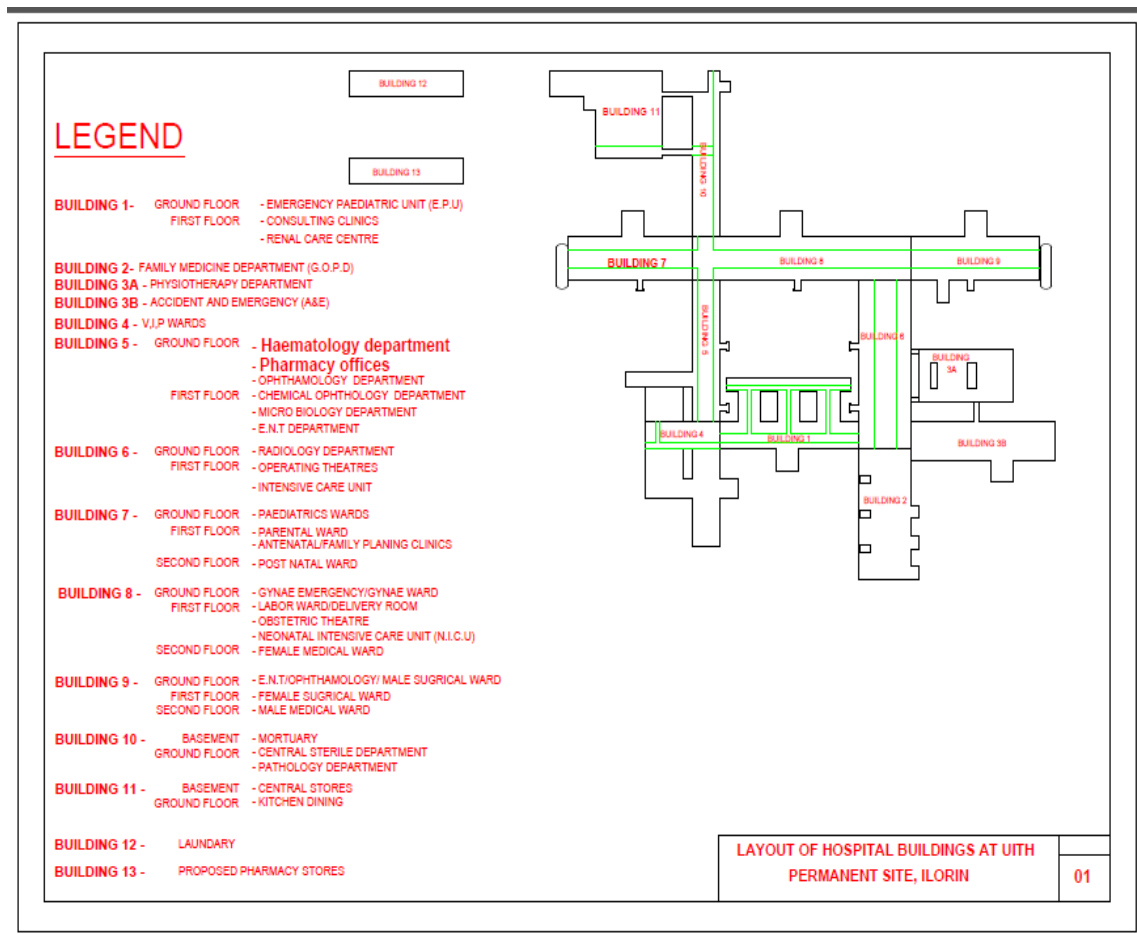 BUILDING 12
BUILDING 11
LEGEND
BUILDING 13
BUILDING 10
BUILDING 1- GROUND FLOOR - EMERGENCY PAEDIATRIC UNIT (E.P.U)
FIRST FLOOR - CONSULTING CLINICS
- RENAL CARE CENTRE
BUILDING 7
BUILDING 8
BUILDING 9
BUILDING 2- FAMILY MEDICINE DEPARTMENT (G.O.P.D)
BUILDING 3A - PHYSIOTHERAPY DEPARTMENT
BUILDING 3B - ACCIDENT AND EMERGENCY (A&E)
BUILDING 4 - V,I,P WARDS
BUILDING 5 - GROUND FLOOR - Haematology department
- Pharmacy offices
- OPHTHAMOLOGY DEPARTMENT
FIRST FLOOR - CHEMICAL OPHTHOLOGY DEPARTMENT
- MICRO BIOLOGY DEPARTMENT
- E.N.T DEPARTMENT
BUILDING 5
BUILDING 6
BUILDING
3A
BUILDING 4
BUILDING 1
BUILDING 3B
BUILDING 2
BUILDING 6 - GROUND FLOOR - RADIOLOGY DEPARTMENT
FIRST FLOOR - OPERATING THEATRES
- INTENSIVE CARE UNIT
BUILDING 7 - GROUND FLOOR - PAEDIATRICS WARDS
FIRST FLOOR - PARENTAL WARD
- ANTENATAL/FAMILY PLANING CLINICS
SECOND FLOOR - POST NATAL WARD
BUILDING 8 - GROUND FLOOR - GYNAE EMERGENCY/GYNAE WARD
FIRST FLOOR - LABOR WARD/DELIVERY ROOM
- OBSTETRIC THEATRE
- NEONATAL INTENSIVE CARE UNIT (N.I.C.U)
SECOND FLOOR - FEMALE MEDICAL WARD
BUILDING 9 - GROUND FLOOR - E.N.T/OPHTHAMOLOGY/ MALE SUGRICAL WARD
FIRST FLOOR - FEMALE SUGRICAL WARD
SECOND FLOOR - MALE MEDICAL WARD
BUILDING 10 - BASEMENT - MORTUARY
GROUND FLOOR - CENTRAL STERILE DEPARTMENT
- PATHOLOGY DEPARTMENT
BUILDING 11 - BASEMENT - CENTRAL STORES
GROUND FLOOR - KITCHEN DINING
BUILDING 12 - LAUNDARY
BUILDING 13 - PROPOSED PHARMACY STORES
LAYOUT OF HOSPITAL BUILDINGS AT UITH
PERMANENT SITE, ILORIN
01